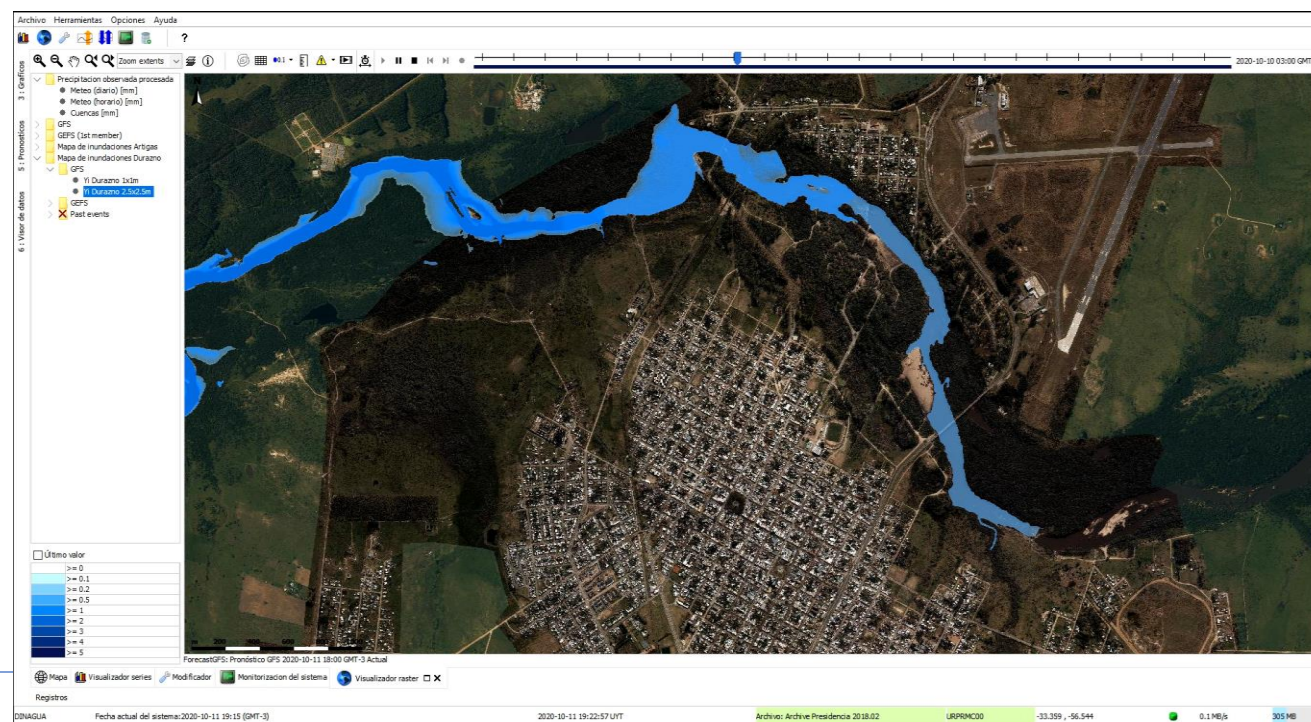 Archivo Herramientas Opciones Ayuda
?
Zoom extents
2020-10-10 03:00 GMT
3 : Graficos
5 : Pronosticos
6 : Visor de datos
Precipitacion observada procesada
Meteo (diario) [mm]
Meteo (horario) [mm]
Cuencas [mm]
GFS
GEFS (1st member)
Mapa de inundaciones Artigas
Mapa de inundaciones Durazno
GFS
Yi Durazno 1x1m
Yi Durazno 2.5x2.5m
GEFS
Past events
N
Último valor
>= 0
>= 0.1
>= 0.2
>= 0.5
>= 1
>= 2
>= 3
>= 4
>= 5
m 200 400 600
ForecastGFS: Pronóstico GFS 2020-10-11 18:00 GMT-3 Actual
Mapa Visualizador series Modificador Monitorizacion del sistema Visualizador raster
Registros
DINAGUA Fecha actual del sistema:2020-10-11 19:15 (GMT-3) 2020-10-11 19:22:57 UYT Archivo: Archive Presidencia 2018.02 URPRMC00 -33.359 , -56.544 0.1 MB/s 305 MB